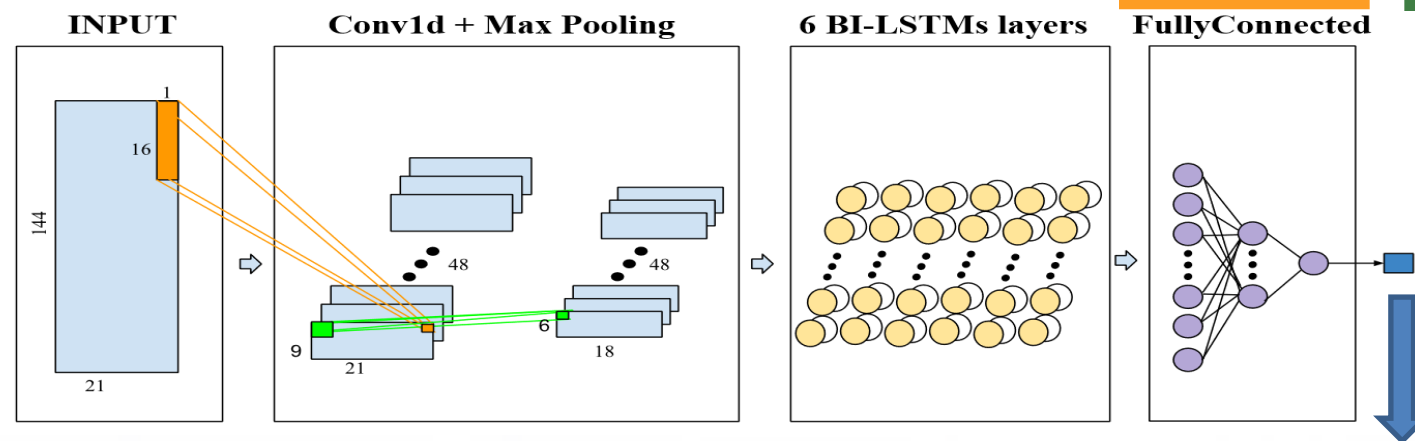 INPUT
Conv1d + Max Pooling
6 BI-LSTMs layers
FullyConnected
1
16
144
21
48
9
21
48
6
18